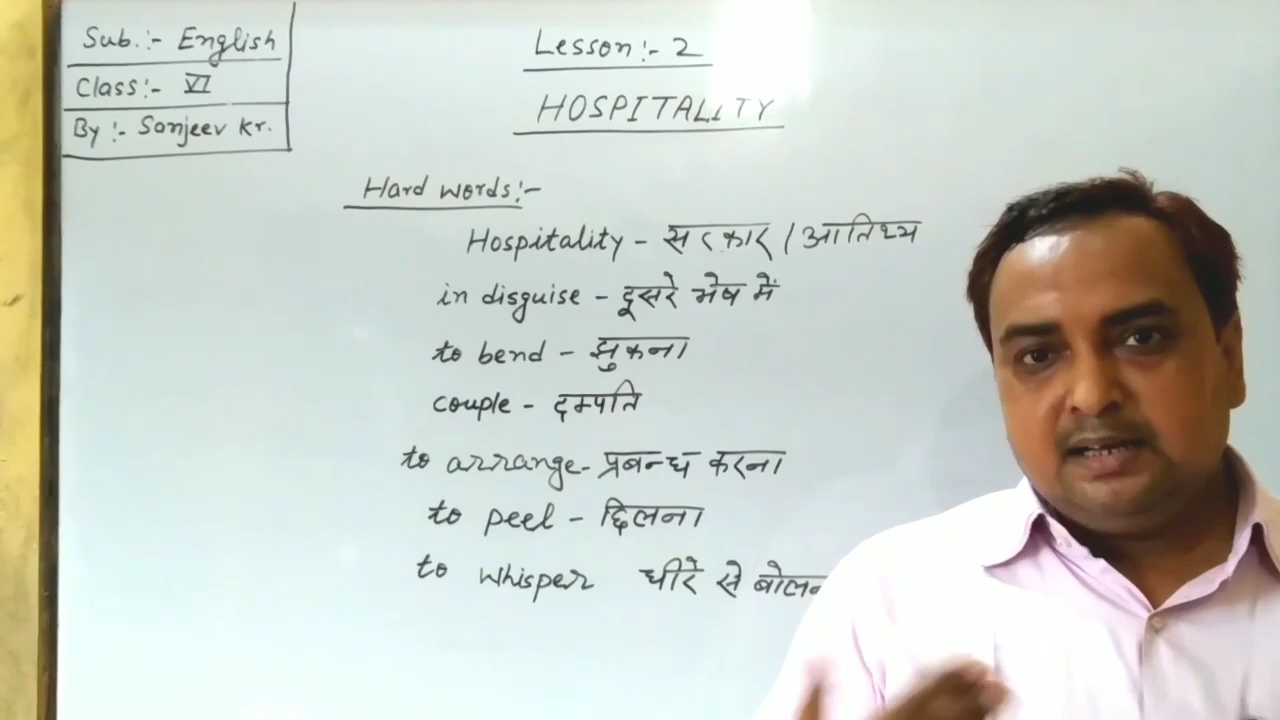 Sub.:- English
Class:- VI
By:- Sanjeev Kr.
Lesson:- 2
HOSPITALITY
Hard words:-
Hospitality - सत्कार / आतिथ्य
in disguise - दूसरे भेष में
to bend - झुकना
couple - दम्पति
to arrange - प्रबन्ध करना
to peel - छिलना
to whisper धीरे से